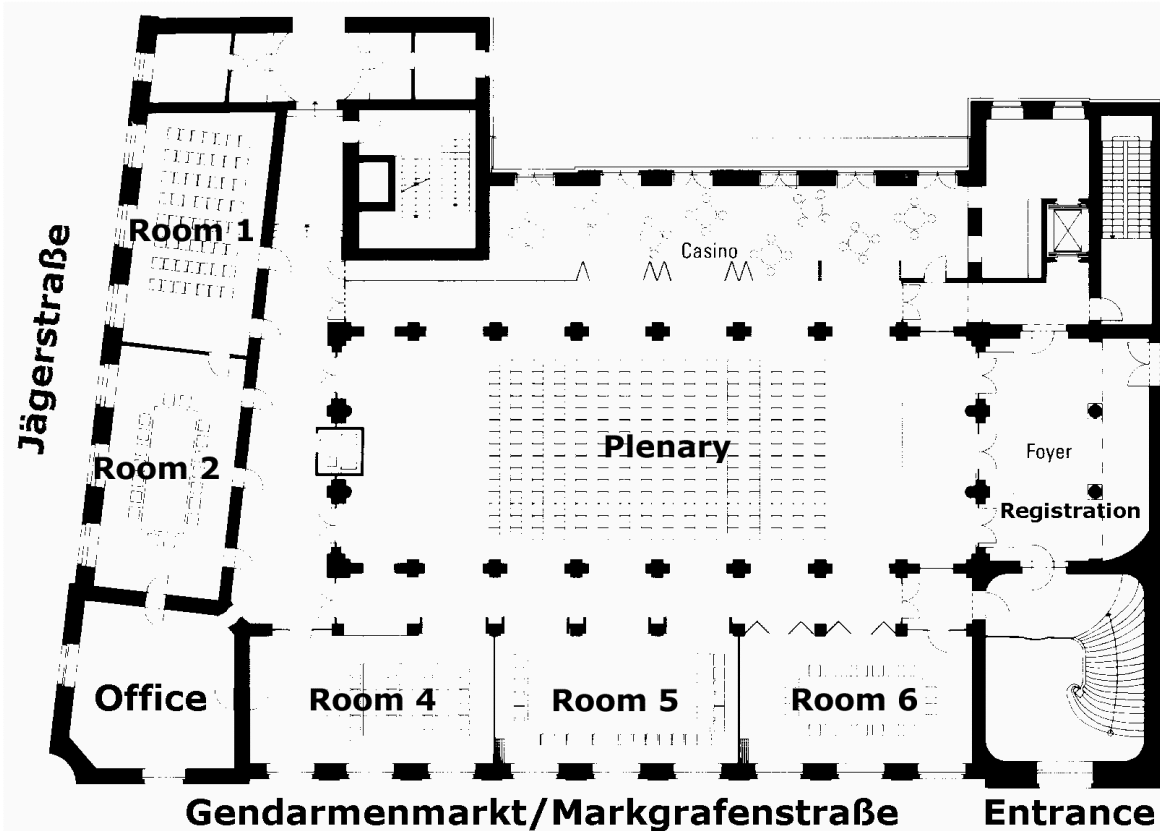 Room 1
Casino
Jägerstraße
Plenary
Foyer
Room 2
Registration
Office
Room 4
Room 5
Room 6
Gendarmenmarkt/Markgrafenstraße
Entrance